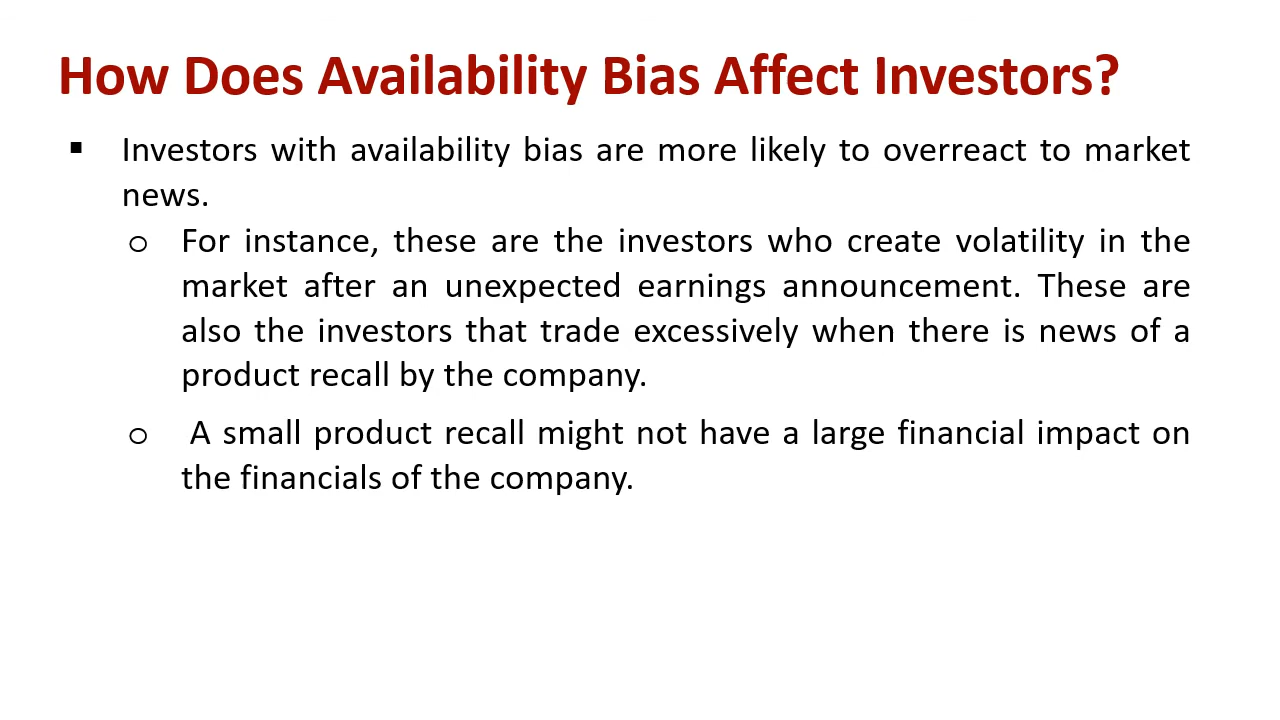 How Does Availability Bias Affect Investors?
▪ Investors with availability bias are more likely to overreact to market
news.
o For instance, these are the investors who create volatility in the
market after an unexpected earnings announcement. These are
also the investors that trade excessively when there is news of a
product recall by the company.
o A small product recall might not have a large financial impact on
the financials of the company.